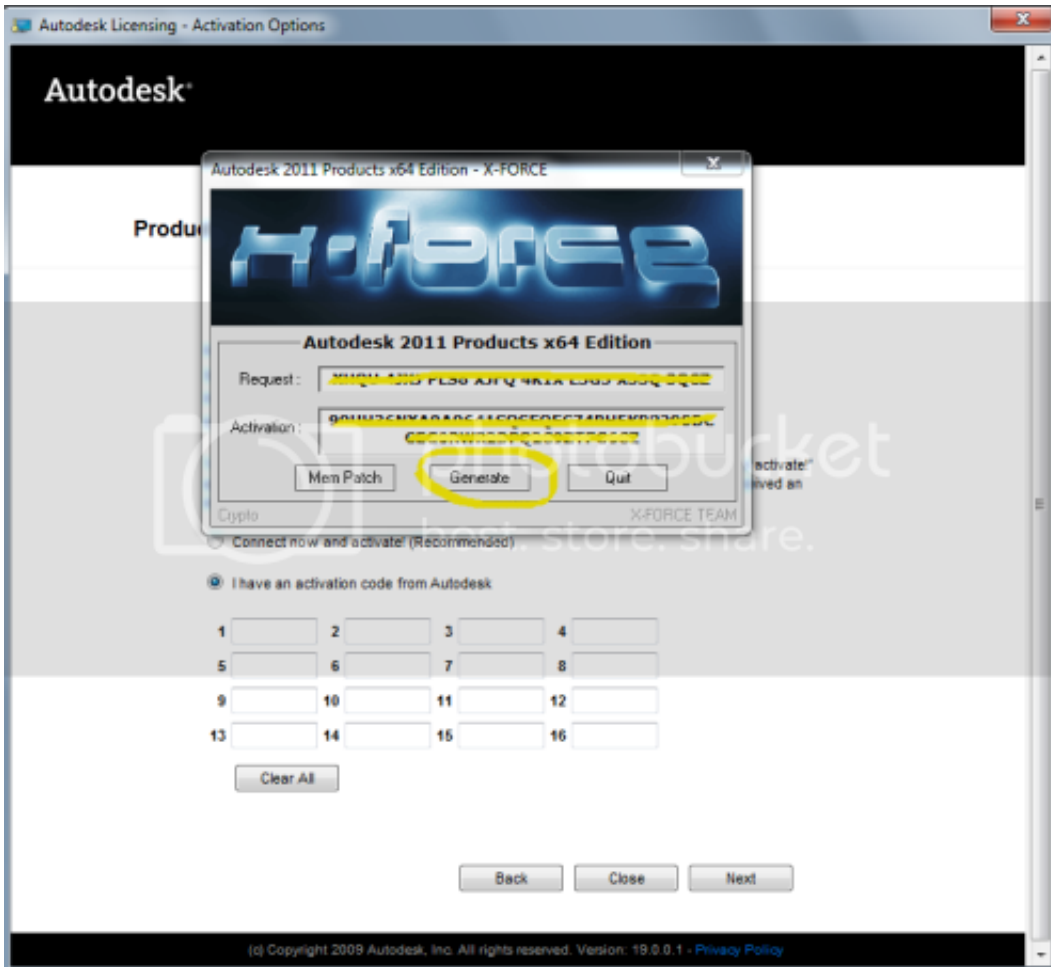 Autodesk Licensing - Activation Options
Autodesk
Autodesk 2011 Products x64 Edition - X-FORCE
Produ
x-force
Autodesk 2011 Products x64 Edition
Request :
Activation :
Mem Patch Generate Quit
activate!"
ived an
Crypto X-FORCE TEAM
photobucket
best. store. share.
Connect now and activate! (Recommended)
I have an activation code from Autodesk
1 2 3 4
5 6 7 8
9 10 11 12
13 14 15 16
Clear All
Back Close Next
(c) Copyright 2009 Autodesk, Inc. All rights reserved. Version: 19.0.0.1 - Privacy Policy